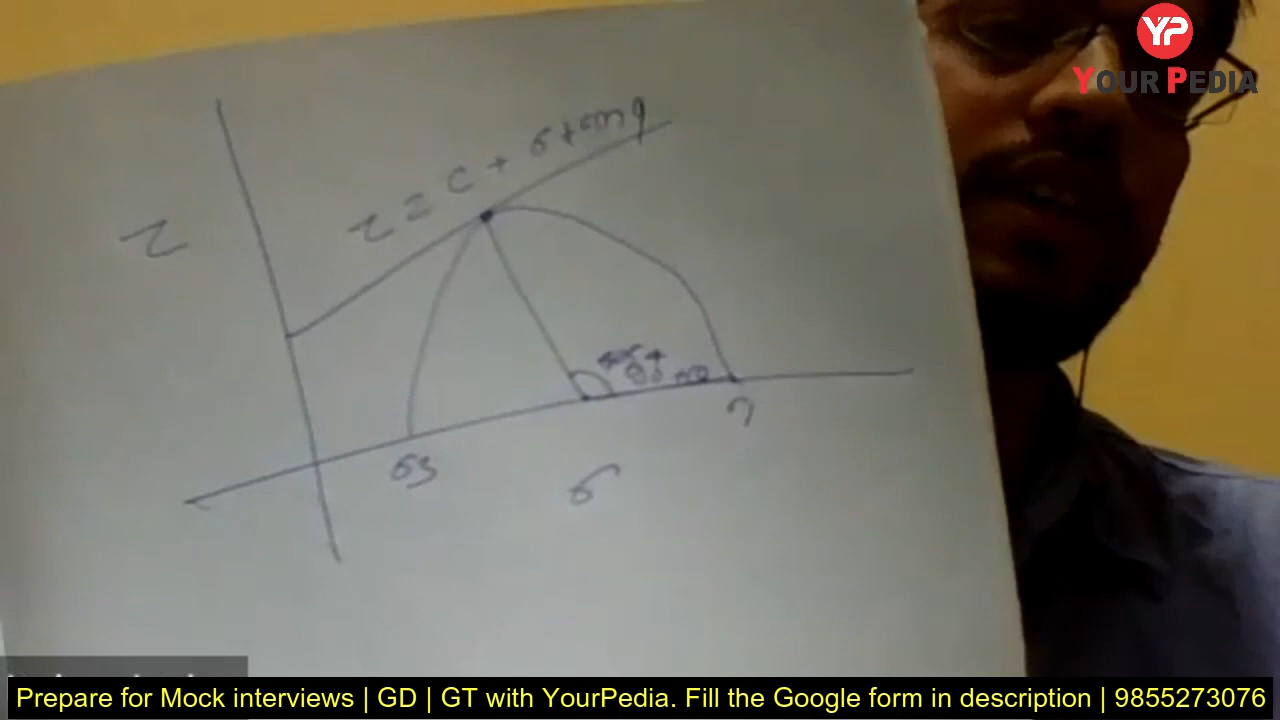 YP
YOUR PEDIA
τ = C + σ tan φ
τ
σ3
σ
Prepare for Mock interviews | GD | GT with YourPedia. Fill the Google form in description | 9855273076